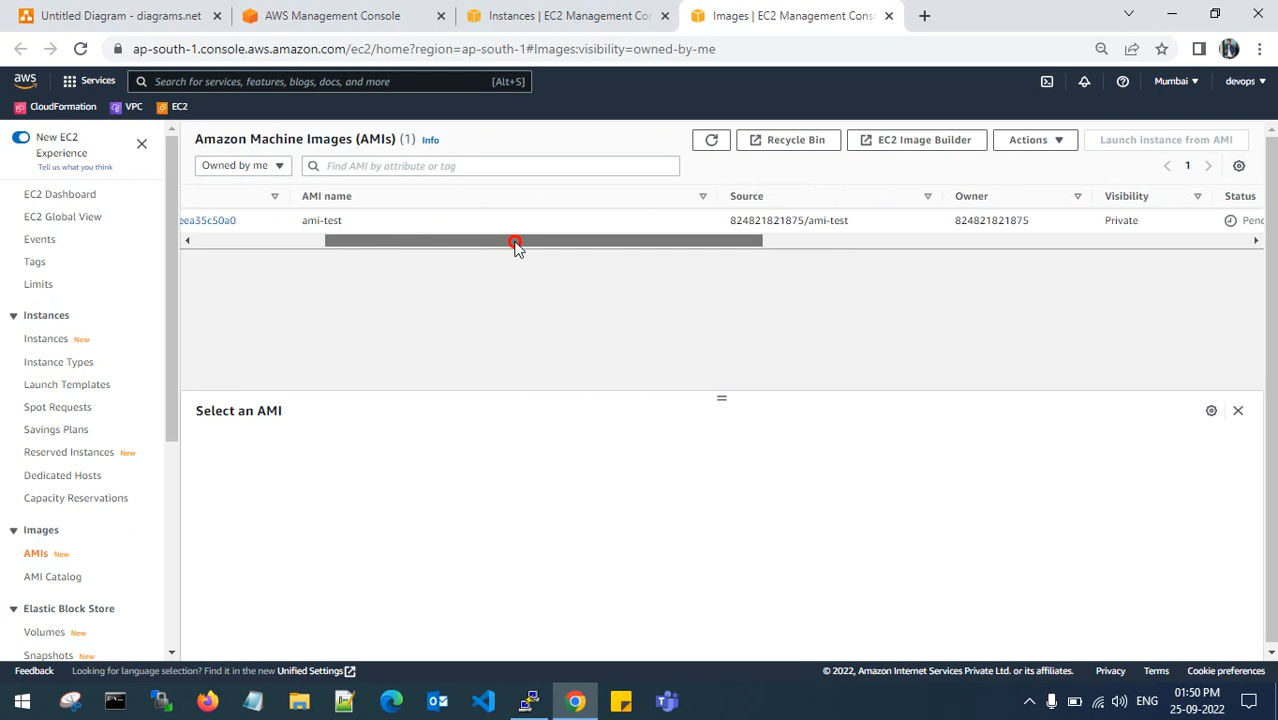 Untitled Diagram - diagrams.net
AWS Management Console
Instances | EC2 Management Con
Images | EC2 Management Conso
ap-south-1.console.aws.amazon.com/ec2/home?region=ap-south-1#Images:visibility=owned-by-me
aws
Services
Search for services, features, blogs, docs, and more
[Alt+S]
Mumbai
devops
CloudFormation
VPC
EC2
New EC2
Experience
Tell us what you think
EC2 Dashboard
EC2 Global View
Events
Tags
Limits
Instances
Instances New
Instance Types
Launch Templates
Spot Requests
Savings Plans
Reserved Instances New
Dedicated Hosts
Capacity Reservations
Images
AMIs New
AMI Catalog
Elastic Block Store
Volumes New
Snapshots New
Amazon Machine Images (AMIs) (1) Info
Recycle Bin
EC2 Image Builder
Actions
Launch instance from AMI
Owned by me
Find AMI by attribute or tag
1
AMI name
Source
Owner
Visibility
Status
eea35c50a0
ami-test
824821821875/ami-test
824821821875
Private
Pend
Select an AMI
Feedback
Looking for language selection? Find it in the new Unified Settings
© 2022, Amazon Internet Services Private Ltd. or its affiliates.
Privacy
Terms
Cookie preferences
ENG
01:50 PM
25-09-2022